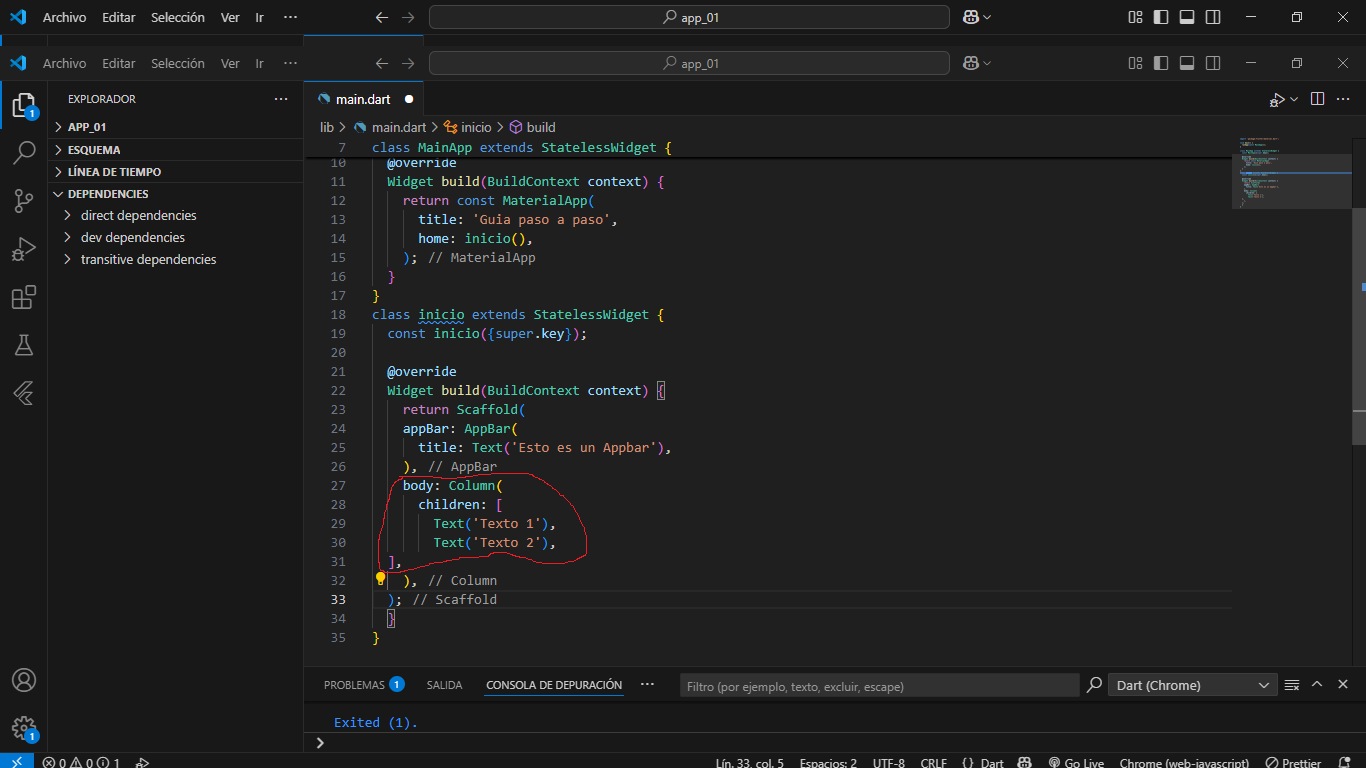 Archivo Editar Selección Ver Ir ··· app_01
Archivo Editar Selección Ver Ir ··· app_01
EXPLORADOR ···
main.dart
1
APP_01
ESQUEMA
LÍNEA DE TIEMPO
DEPENDENCIES
direct dependencies
dev dependencies
transitive dependencies
lib > main.dart > inicio > build
7 class MainApp extends StatelessWidget {
10 @override
11 Widget build(BuildContext context) {
12 return const MaterialApp(
13 title: 'Guia paso a paso',
14 home: inicio(),
15 ); // MaterialApp
16 }
17 }
18 class inicio extends StatelessWidget {
19 const inicio({super.key});
20
21 @override
22 Widget build(BuildContext context) {
23 return Scaffold(
24 appBar: AppBar(
25 title: Text('Esto es un Appbar'),
26 ), // AppBar
27 body: Column(
28 children: [
29 Text('Texto 1'),
30 Text('Texto 2'),
31 ],
32 ), // Column
33 ); // Scaffold
34 }
35 }
PROBLEMAS 1 SALIDA CONSOLA DE DEPURACIÓN ··· Filtro (por ejemplo, texto, excluir, escape) Dart (Chrome)
Exited (1).
1
0 0 1 Lín. 33, col. 5 Espacios: 2 UTF-8 CRLF {} Dart Go Live Chrome (web-javascript) Prettier